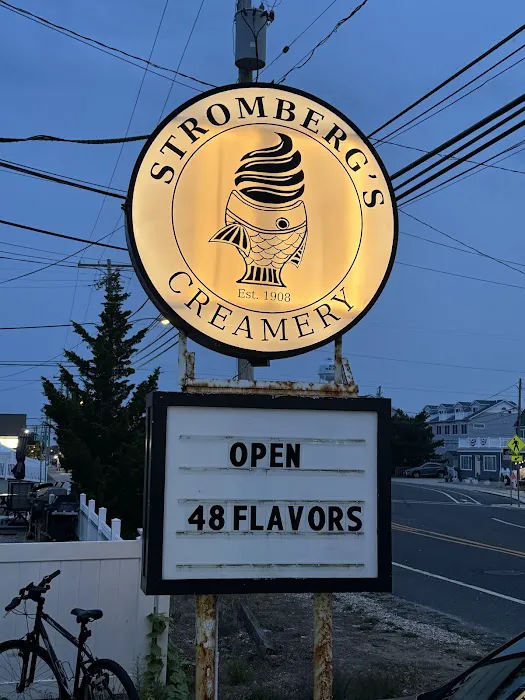 STROMBERG'S
Est. 1908
CREAMERY
OPEN
48 FLAVORS